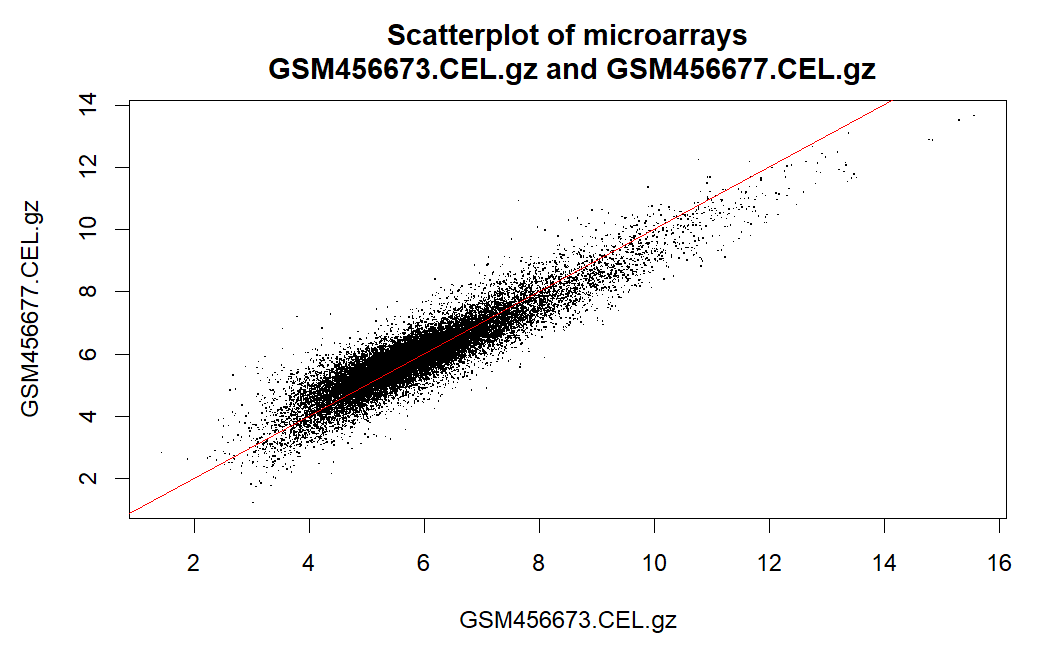 Scatterplot of microarrays
GSM456673.CEL.gz and GSM456677.CEL.gz
GSM456677.CEL.gz
14
12
10
8
6
4
2
2 4 6 8 10 12 14 16
GSM456673.CEL.gz